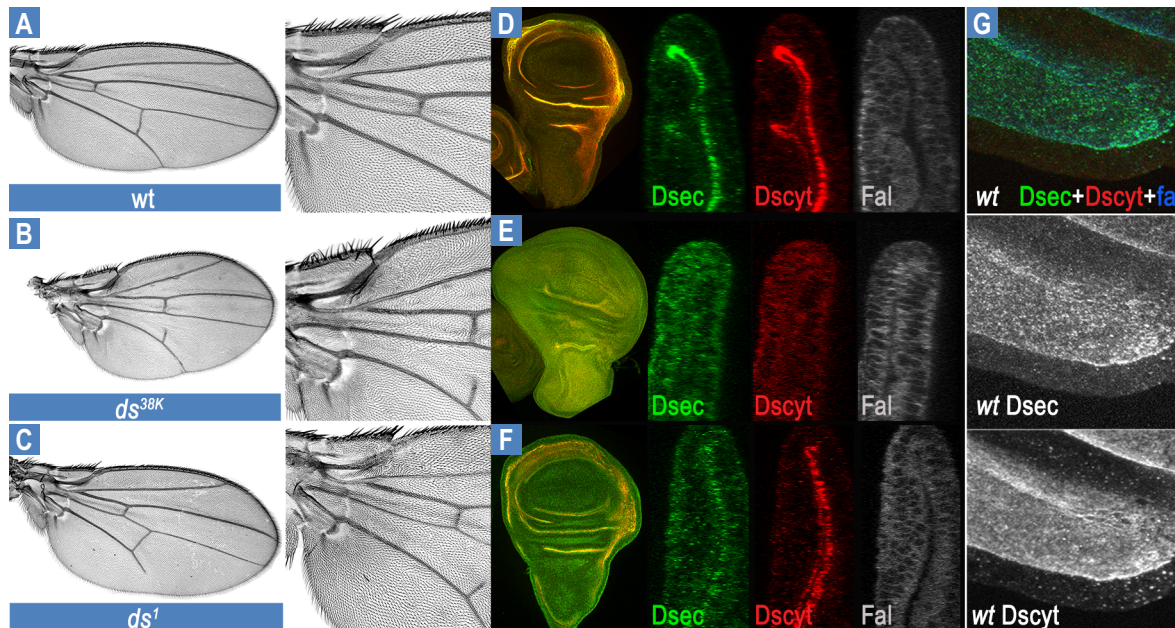 A
wt
B
ds38K
C
ds1
D
Dsec
Dscyt
Fal
E
Dsec
Dscyt
Fal
F
Dsec
Dscyt
Fal
G
wt Dsec+Dscyt+fa
wt Dsec
wt Dscyt